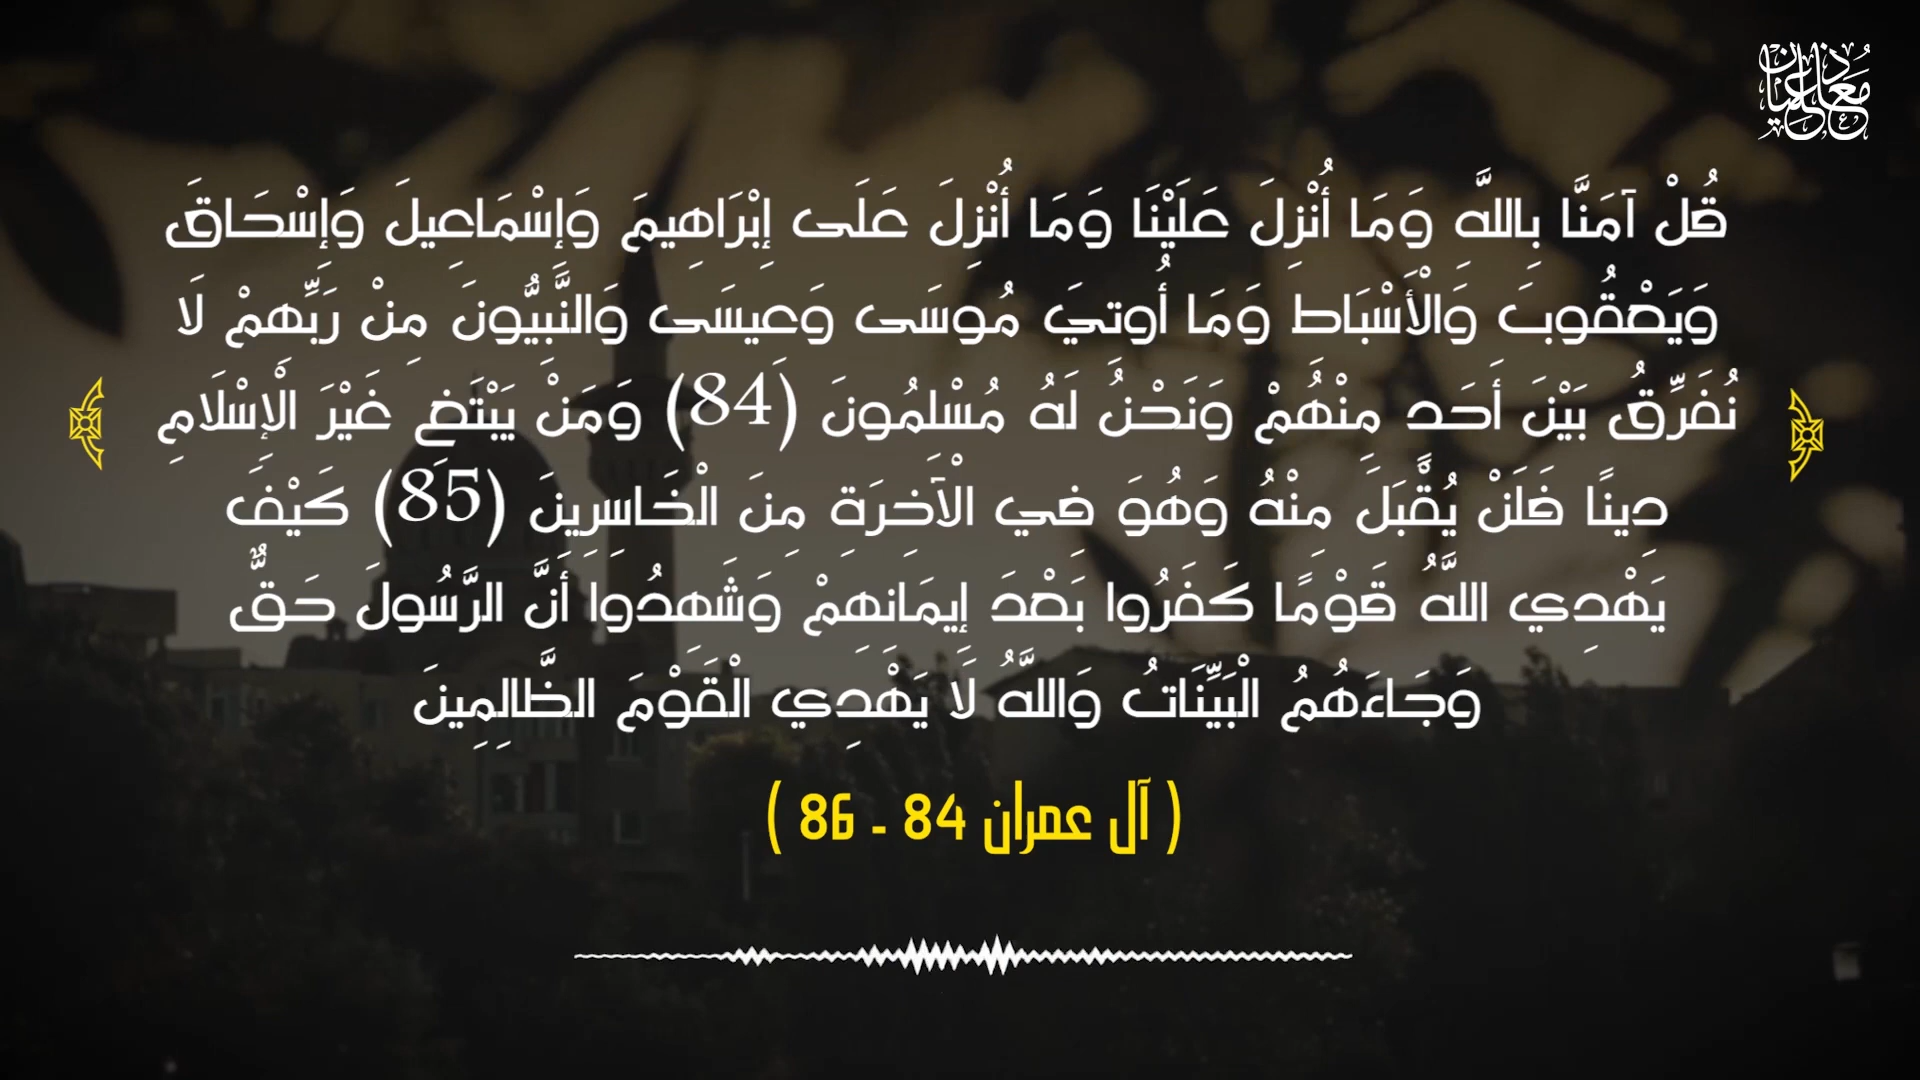 معاذ عليان
قُلْ آمَنَّا بِاللَّهِ وَمَا أُنْزِلَ عَلَيْنَا وَمَا أُنْزِلَ عَلَى إِبْرَاهِيمَ وَإِسْمَاعِيلَ وَإِسْحَاقَ
وَيَعْقُوبَ وَالْأَسْبَاطِ وَمَا أُوتِيَ مُوسَى وَعِيسَى وَالنَّبِيُّونَ مِنْ رَبِّهِمْ لَا
نُفَرِّقُ بَيْنَ أَحَدٍ مِنْهُمْ وَنَحْنُ لَهُ مُسْلِمُونَ (84) وَمَنْ يَبْتَغِ غَيْرَ الْإِسْلَامِ
دِينًا فَلَنْ يُقْبَلَ مِنْهُ وَهُوَ فِي الْآخِرَةِ مِنَ الْخَاسِرِينَ (85) كَيْفَ
يَهْدِي اللَّهُ قَوْمًا كَفَرُوا بَعْدَ إِيمَانِهِمْ وَشَهِدُوا أَنَّ الرَّسُولَ حَقٌّ
وَجَاءَهُمُ الْبَيِّنَاتُ وَاللَّهُ لَا يَهْدِي الْقَوْمَ الظَّالِمِينَ
( آل عمران 84 - 86 )